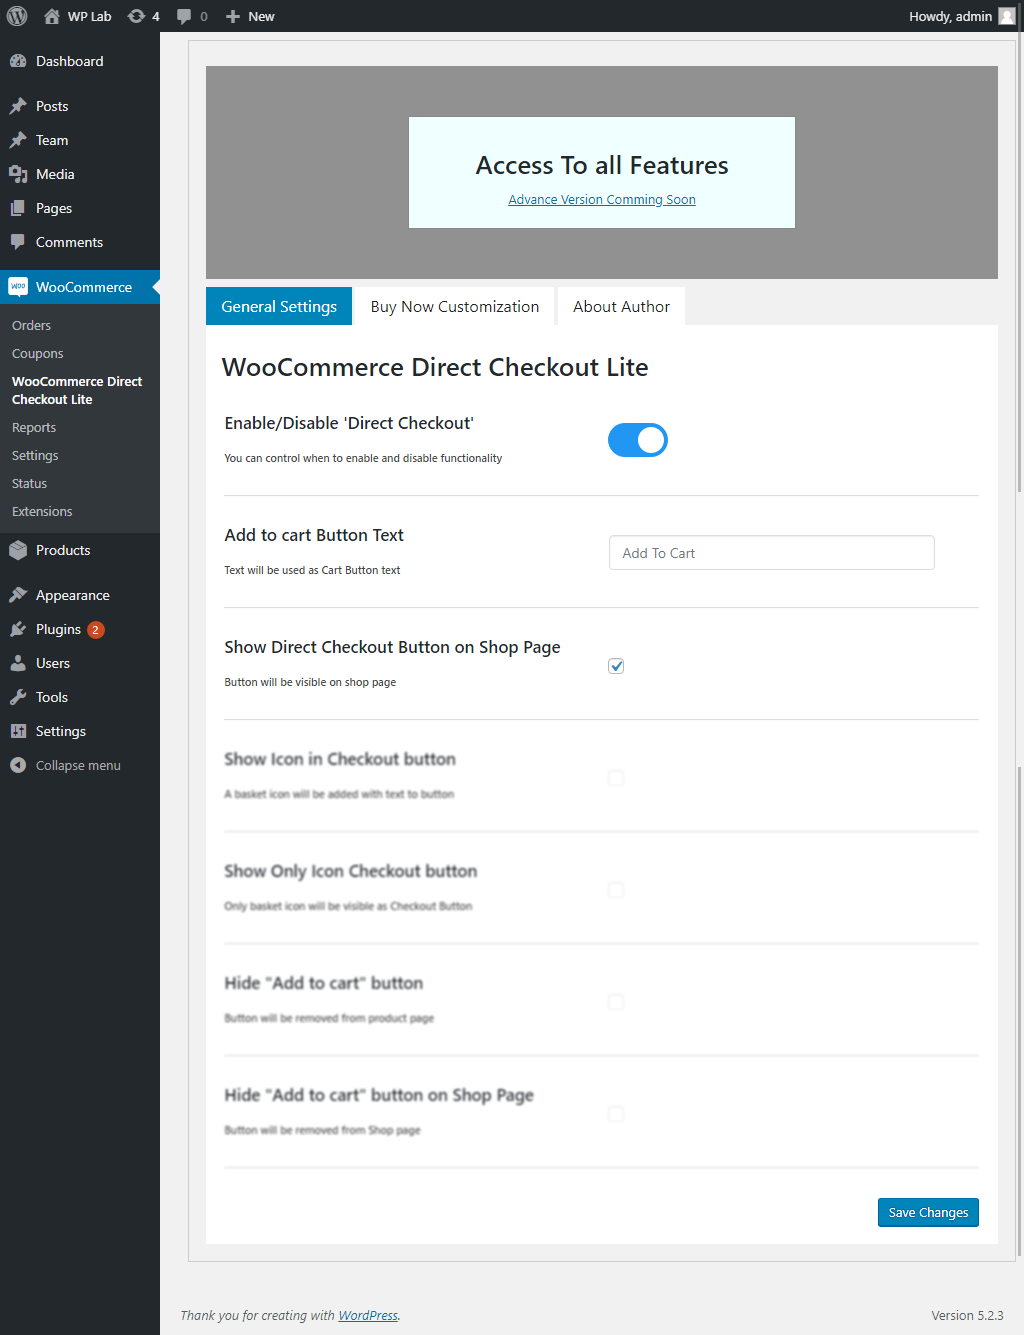 WP Lab 4 0 New Howdy, admin
Dashboard
Posts
Team
Media
Pages
Comments
WOO WooCommerce
Orders
Coupons
WooCommerce Direct
Checkout Lite
Reports
Settings
Status
Extensions
Products
Appearance
Plugins 2
Users
Tools
Settings
Collapse menu
Access To all Features
Advance Version Comming Soon
General Settings Buy Now Customization About Author
WooCommerce Direct Checkout Lite
Enable/Disable 'Direct Checkout'
You can control when to enable and disable functionality
Add to cart Button Text
Text will be used as Cart Button text
Add To Cart
Show Direct Checkout Button on Shop Page
Button will be visible on shop page
Show Icon in Checkout button
A basket icon will be added with text to button
Show Only Icon Checkout button
Only basket icon will be visible as Checkout Button
Hide "Add to cart" button
Button will be removed from product page
Hide "Add to cart" button on Shop Page
Button will be removed from Shop page
Save Changes
Thank you for creating with WordPress.
Version 5.2.3